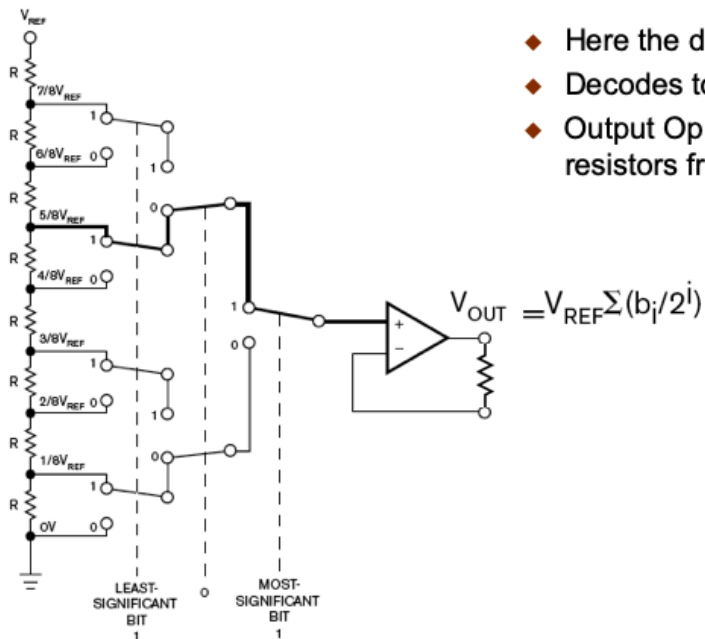 V_REF
◆ Here the d
◆ Decodes to
◆ Output Op
resistors fr
R
7/8V_REF
1
R
6/8V_REF 0
1
R
0
5/8V_REF
1
R
4/8V_REF 0
R
1
V_OUT =V_REFΣ(b_i/2^i)
+
−
3/8V_REF
0
1
R
2/8V_REF 0
1
R
1/8V_REF
0
1
R
0V 0
LEAST-
SIGNIFICANT
BIT
1
0
MOST-
SIGNIFICANT
BIT
1